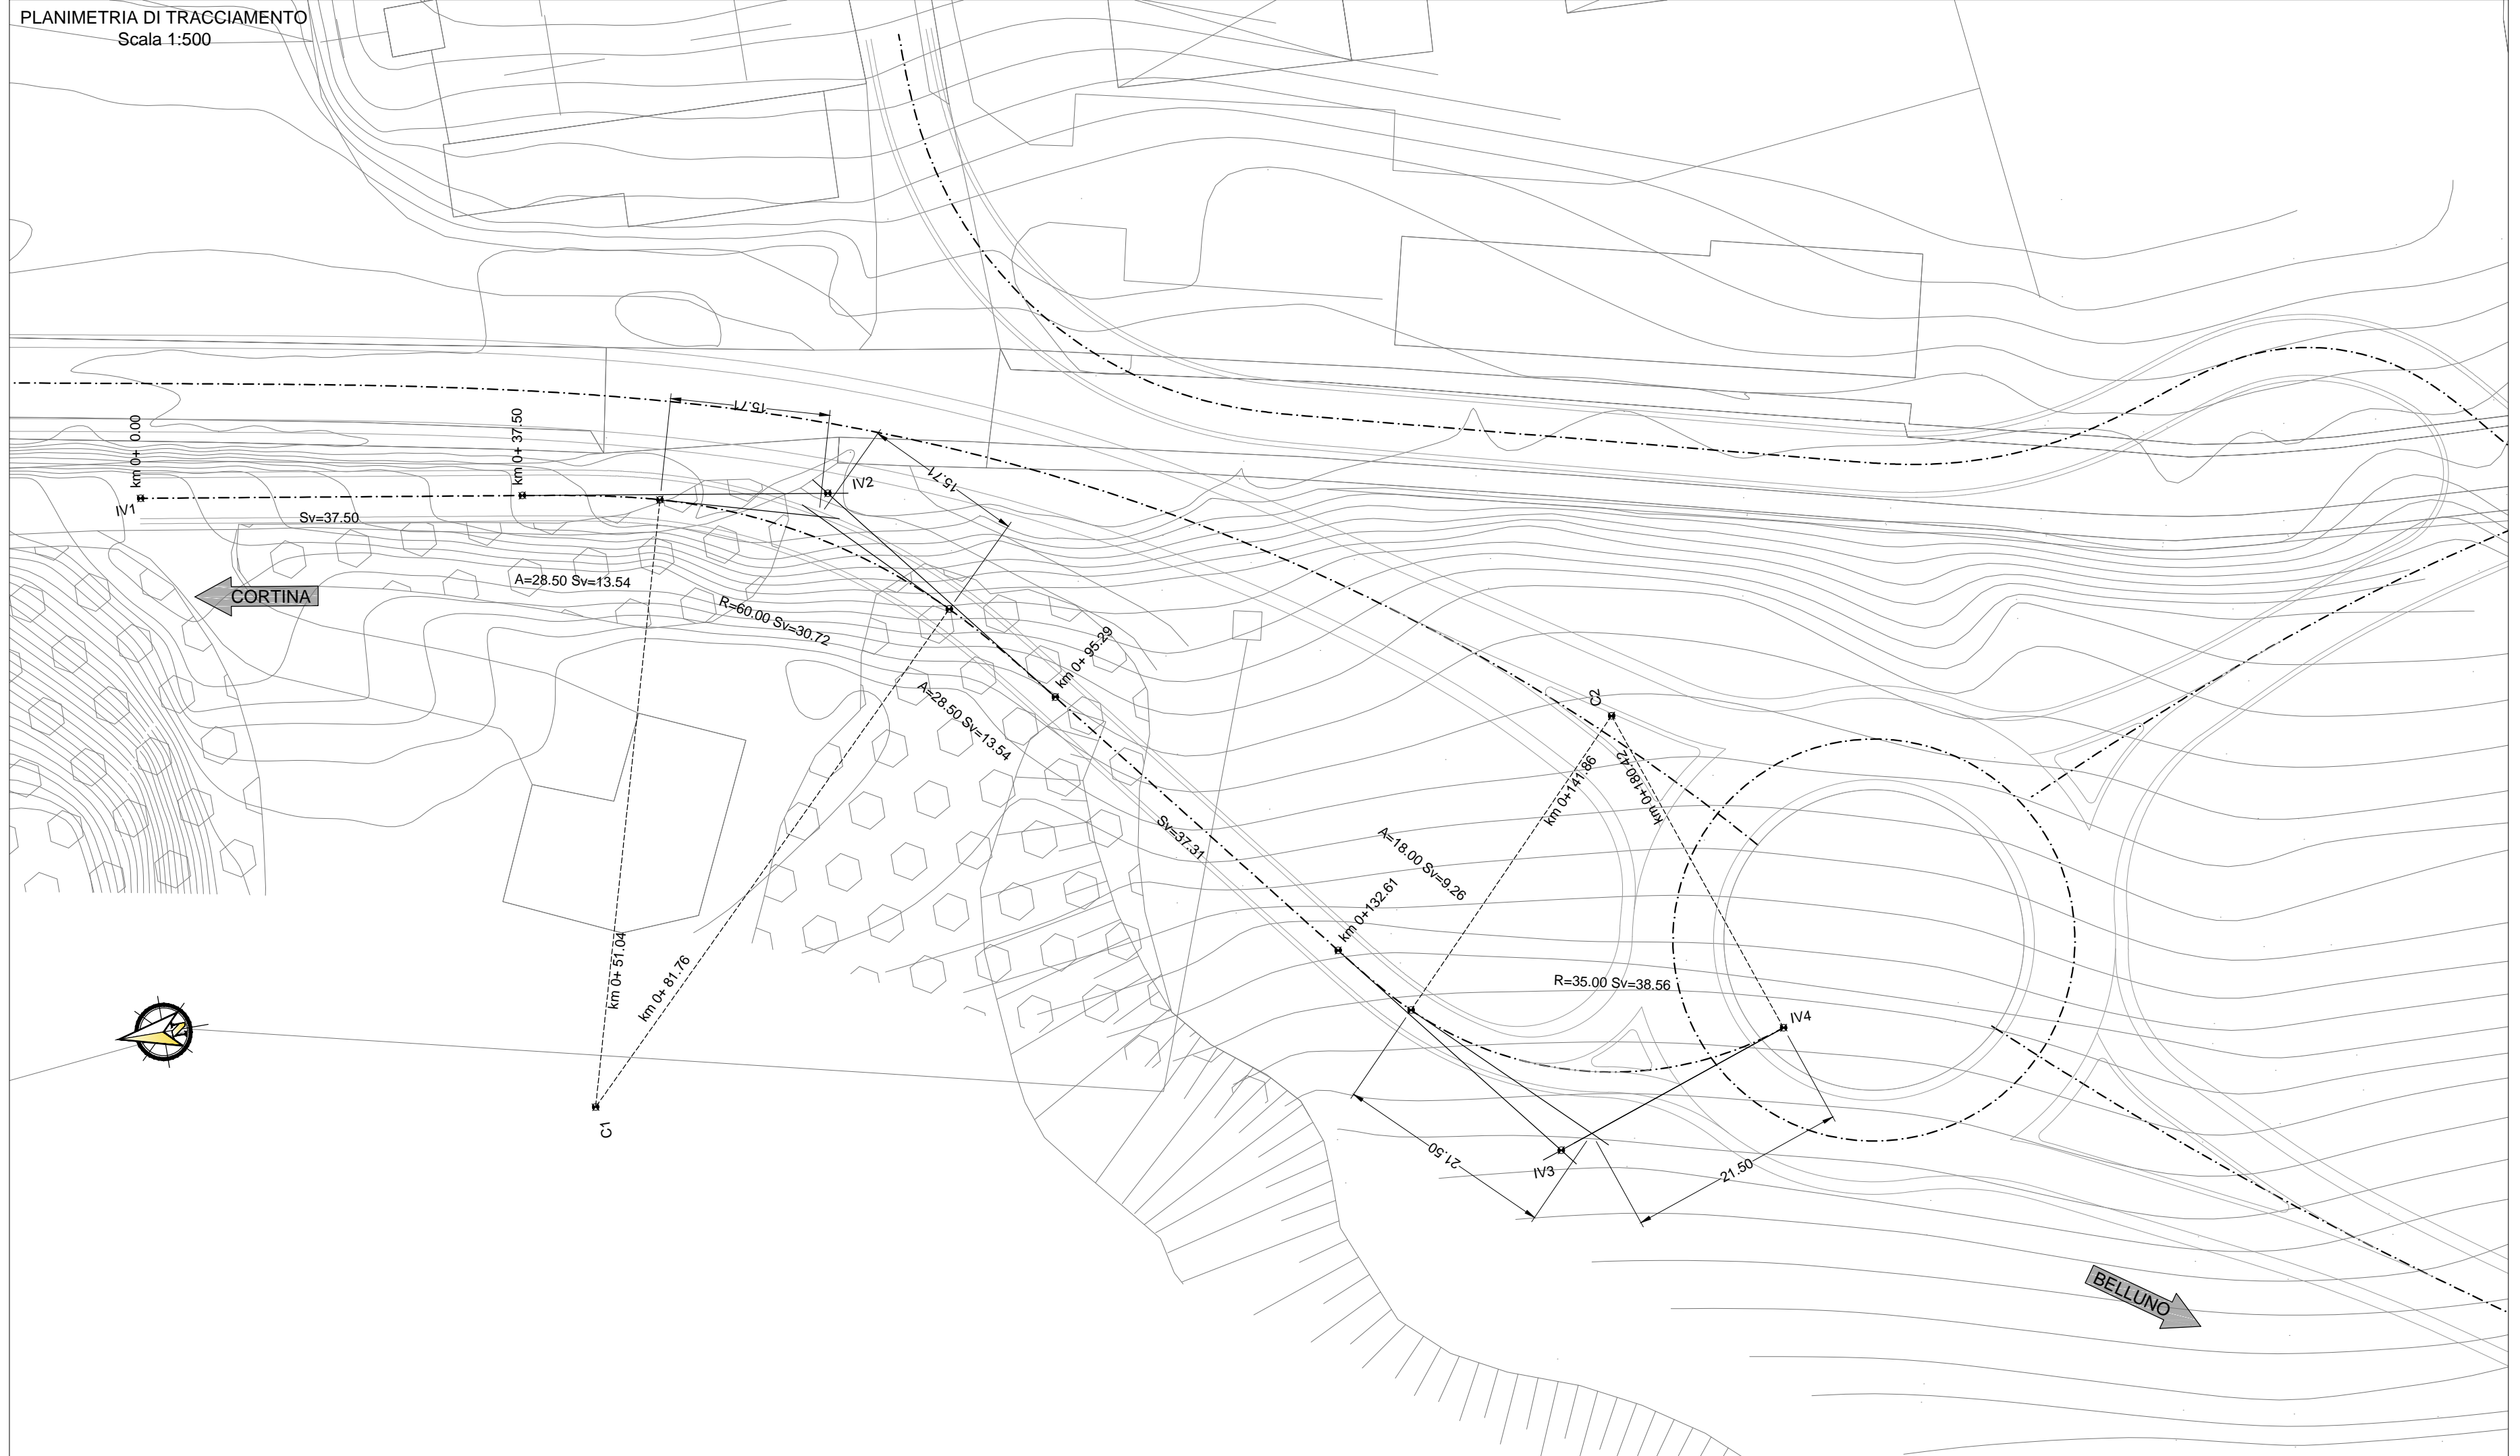 PLANIMETRIA DI TRACCIAMENTO
Scala 1:500
km 0+ 0.00
IV1
Sv=37.50
km 0+ 37.50
15.71
IV2
15.71
CORTINA
A=28.50 Sv=13.54
R=60.00 Sv=30.72
km 0+ 95.29
A=28.50 Sv=13.54
km 0+ 51.04
km 0+ 81.76
C1
Sv=37.31
C2
km 0+141.86
km 0+180.42
A=18.00 Sv=9.26
km 0+132.61
R=35.00 Sv=38.56
IV4
21.50
IV3
21.50
BELLUNO